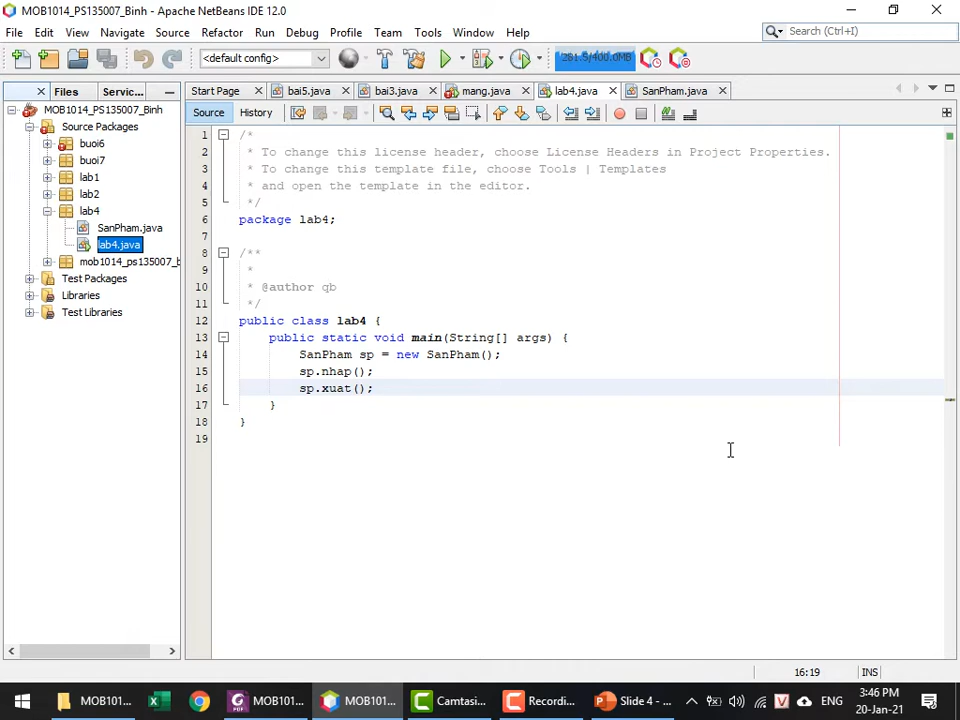 MOB1014_PS135007_Binh - Apache NetBeans IDE 12.0
File Edit View Navigate Source Refactor Run Debug Profile Team Tools Window Help
Search (Ctrl+I)
<default config>
281.5/400.0MB
Files Servic...
Start Page bai5.java bai3.java mang.java lab4.java SanPham.java
Source History
MOB1014_PS135007_Binh
Source Packages
buoi6
buoi7
lab1
lab2
lab4
SanPham.java
lab4.java
mob1014_ps135007_b
Test Packages
Libraries
Test Libraries
1 /*
2 * To change this license header, choose License Headers in Project Properties.
3 * To change this template file, choose Tools | Templates
4 * and open the template in the editor.
5 */
6 package lab4;
7
8 /**
9 *
10 * @author qb
11 */
12 public class lab4 {
13 public static void main(String[] args) {
14 SanPham sp = new SanPham();
15 sp.nhap();
16 sp.xuat();
17 }
18 }
19
16:19 INS
MOB101... MOB101... MOB101... Camtasi... Recordi... Slide 4 - ... ENG
3:46 PM
20-Jan-21